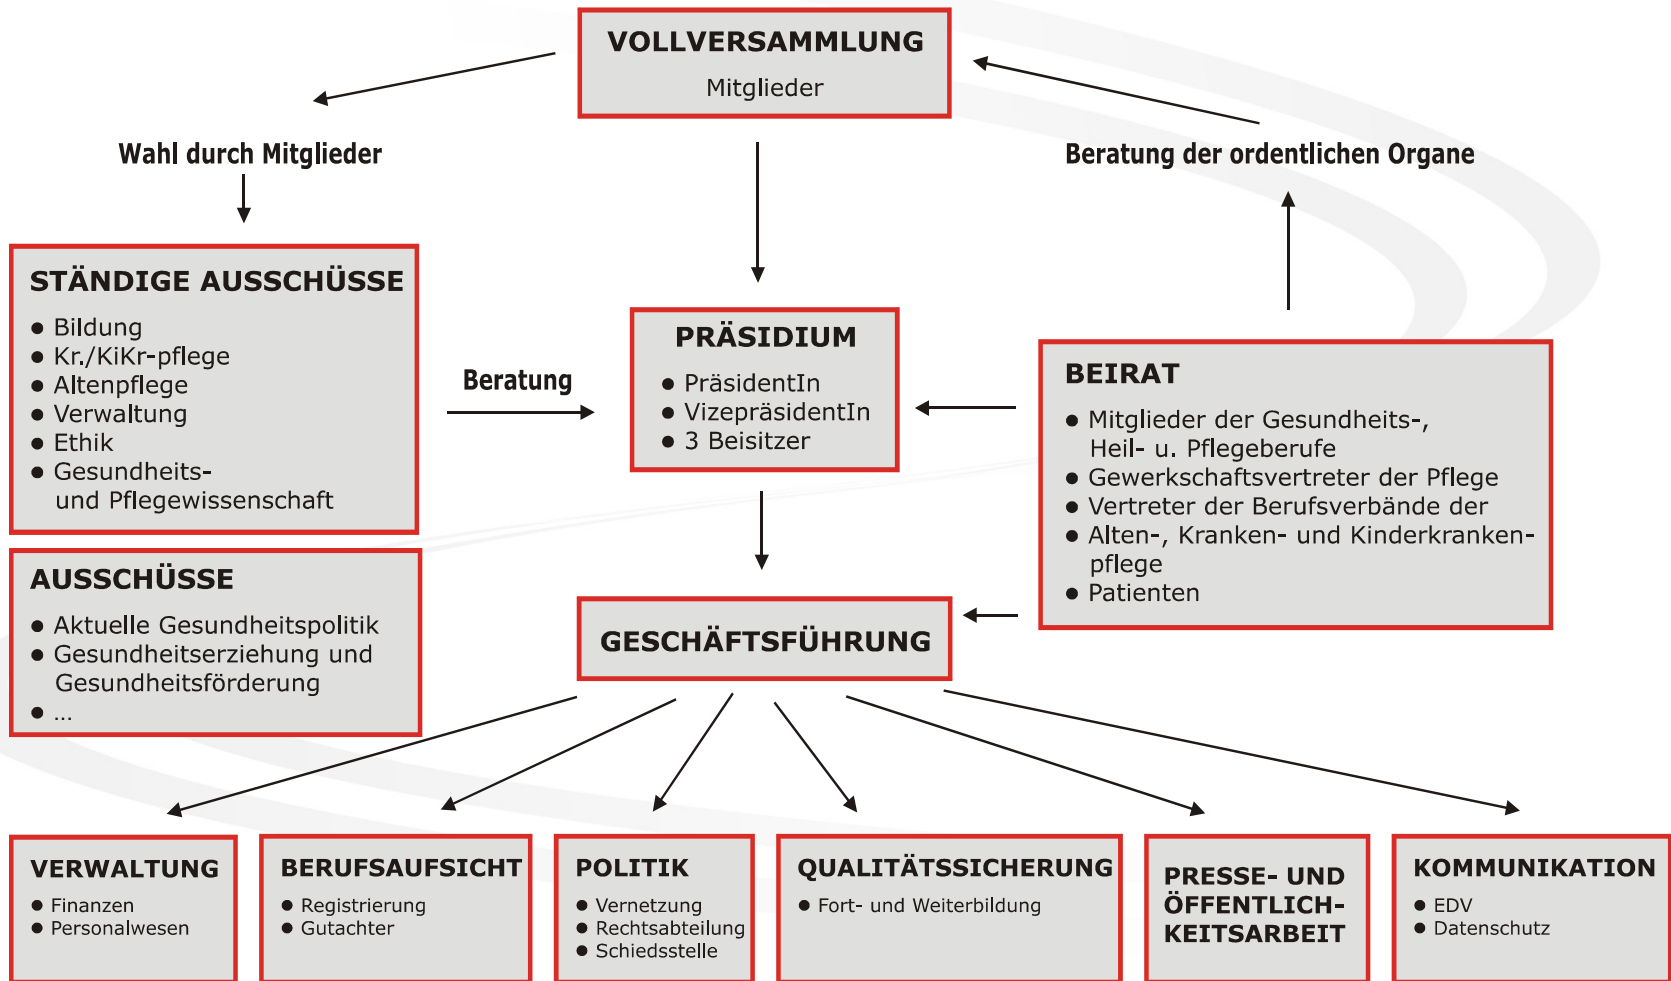 VOLLVERSAMMLUNG
Mitglieder
Wahl durch Mitglieder
Beratung der ordentlichen Organe
STÄNDIGE AUSSCHÜSSE
● Bildung
● Kr./KiKr-pflege
● Altenpflege
● Verwaltung
● Ethik
● Gesundheits-
und Pflegewissenschaft
Beratung
PRÄSIDIUM
● PräsidentIn
● VizepräsidentIn
● 3 Beisitzer
BEIRAT
● Mitglieder der Gesundheits-,
Heil- u. Pflegeberufe
● Gewerkschaftsvertreter der Pflege
● Vertreter der Berufsverbände der
● Alten-, Kranken- und Kinderkranken-
pflege
● Patienten
AUSSCHÜSSE
● Aktuelle Gesundheitspolitik
● Gesundheitserziehung und
Gesundheitsförderung
● ...
GESCHÄFTSFÜHRUNG
VERWALTUNG
● Finanzen
● Personalwesen
BERUFSAUFSICHT
● Registrierung
● Gutachter
POLITIK
● Vernetzung
● Rechtsabteilung
● Schiedsstelle
QUALITÄTSSICHERUNG
● Fort- und Weiterbildung
PRESSE- UND
ÖFFENTLICH-
KEITSARBEIT
KOMMUNIKATION
● EDV
● Datenschutz